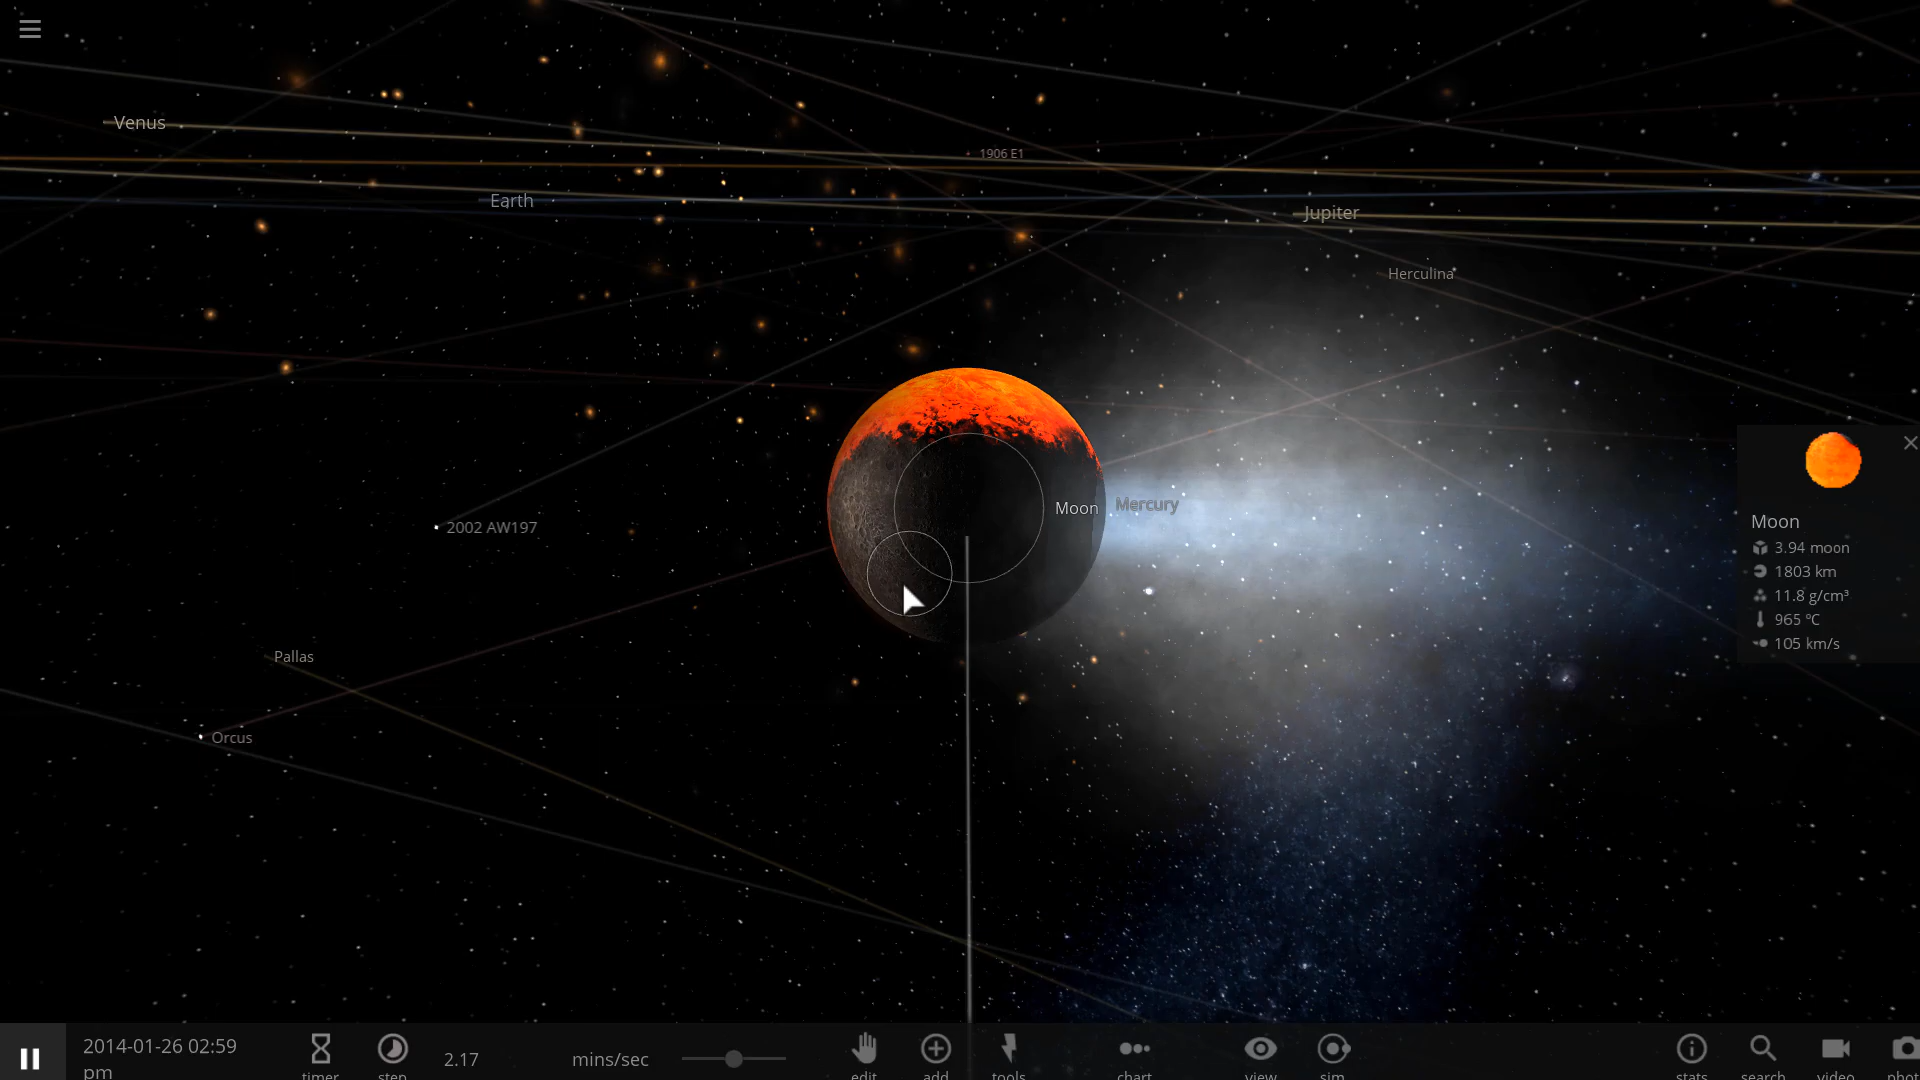 Venus
1906 E1
Earth
Jupiter
Herculina
Moon
Mercury
2002 AW197
Moon
3.94 moon
1803 km
11.8 g/cm³
965 °C
105 km/s
Pallas
Orcus
2014-01-26 02:59
pm
timer
step
2.17
mins/sec
edit
add
tools
chart
view
sim
stats
search
video
phot